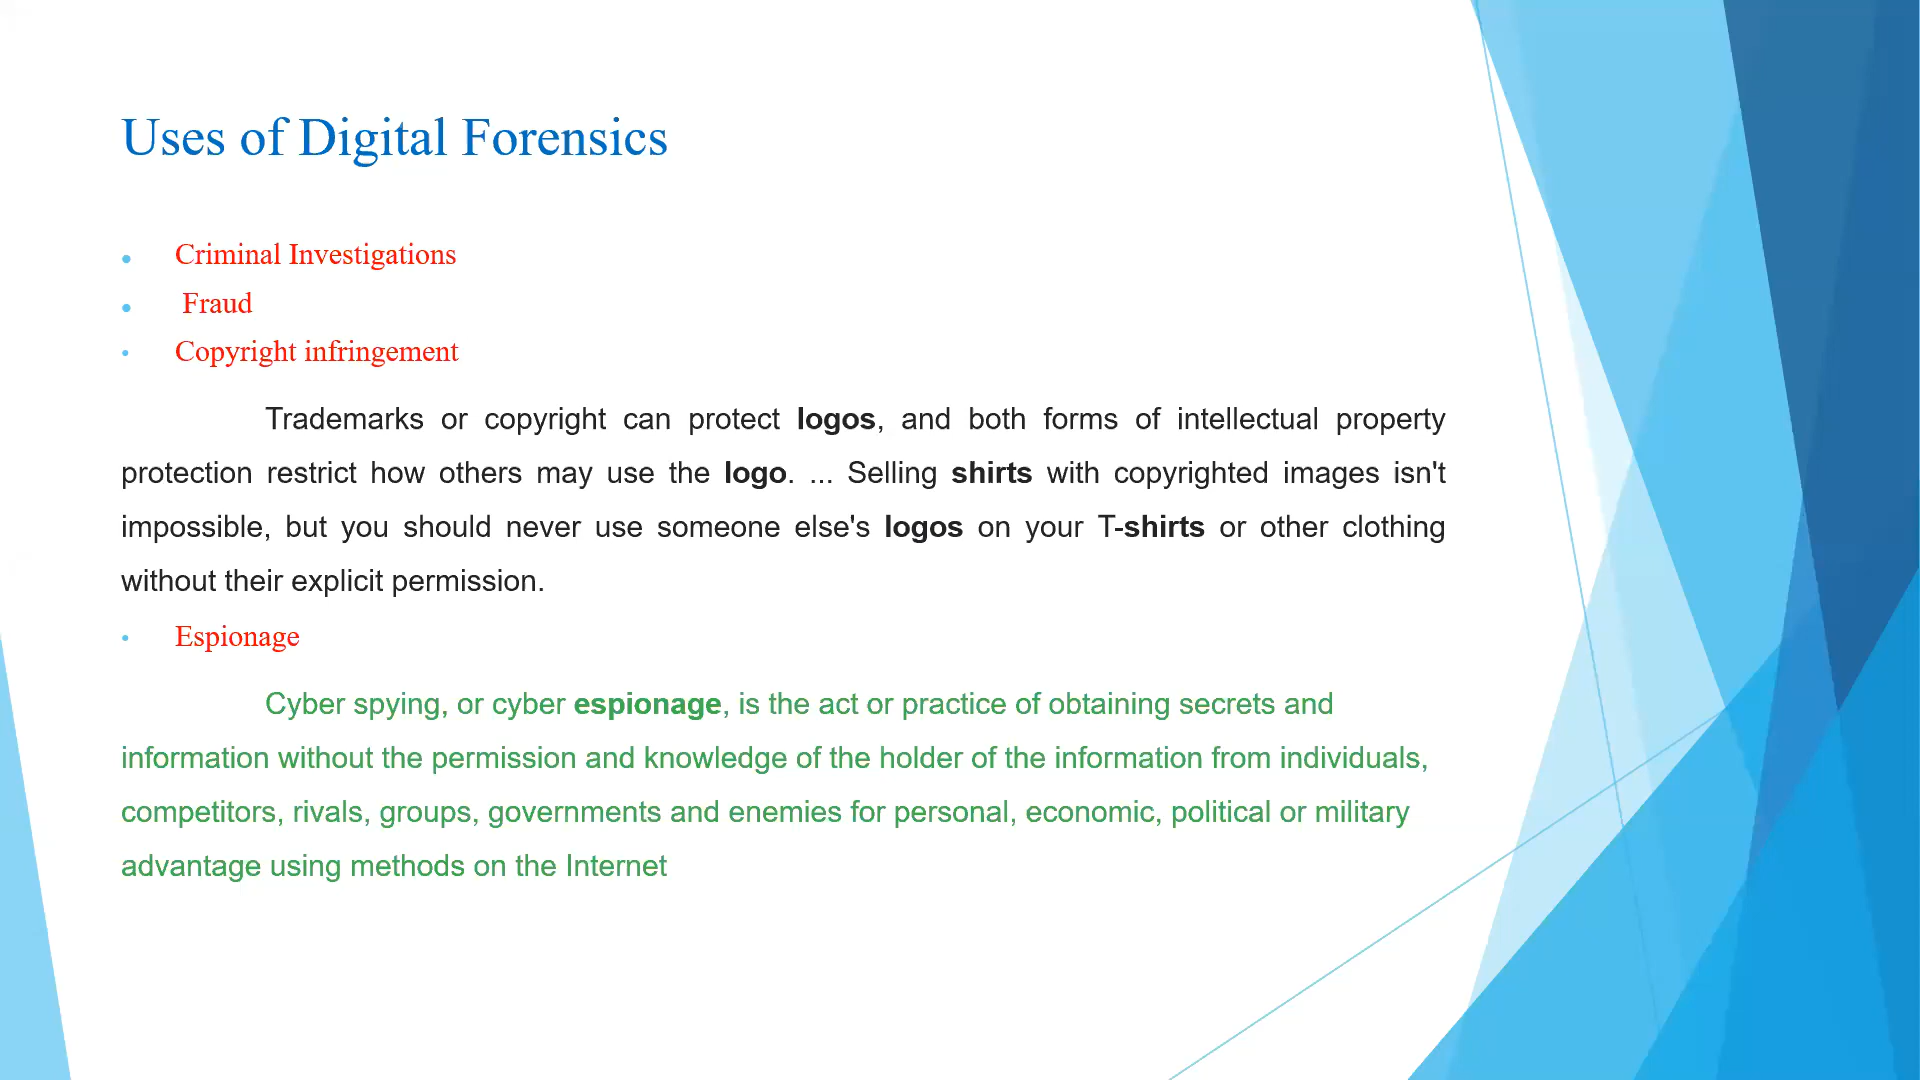 Uses of Digital Forensics
• Criminal Investigations
• Fraud
• Copyright infringement
Trademarks or copyright can protect logos, and both forms of intellectual property
protection restrict how others may use the logo. ... Selling shirts with copyrighted images isn't
impossible, but you should never use someone else's logos on your T-shirts or other clothing
without their explicit permission.
• Espionage
Cyber spying, or cyber espionage, is the act or practice of obtaining secrets and
information without the permission and knowledge of the holder of the information from individuals,
competitors, rivals, groups, governments and enemies for personal, economic, political or military
advantage using methods on the Internet